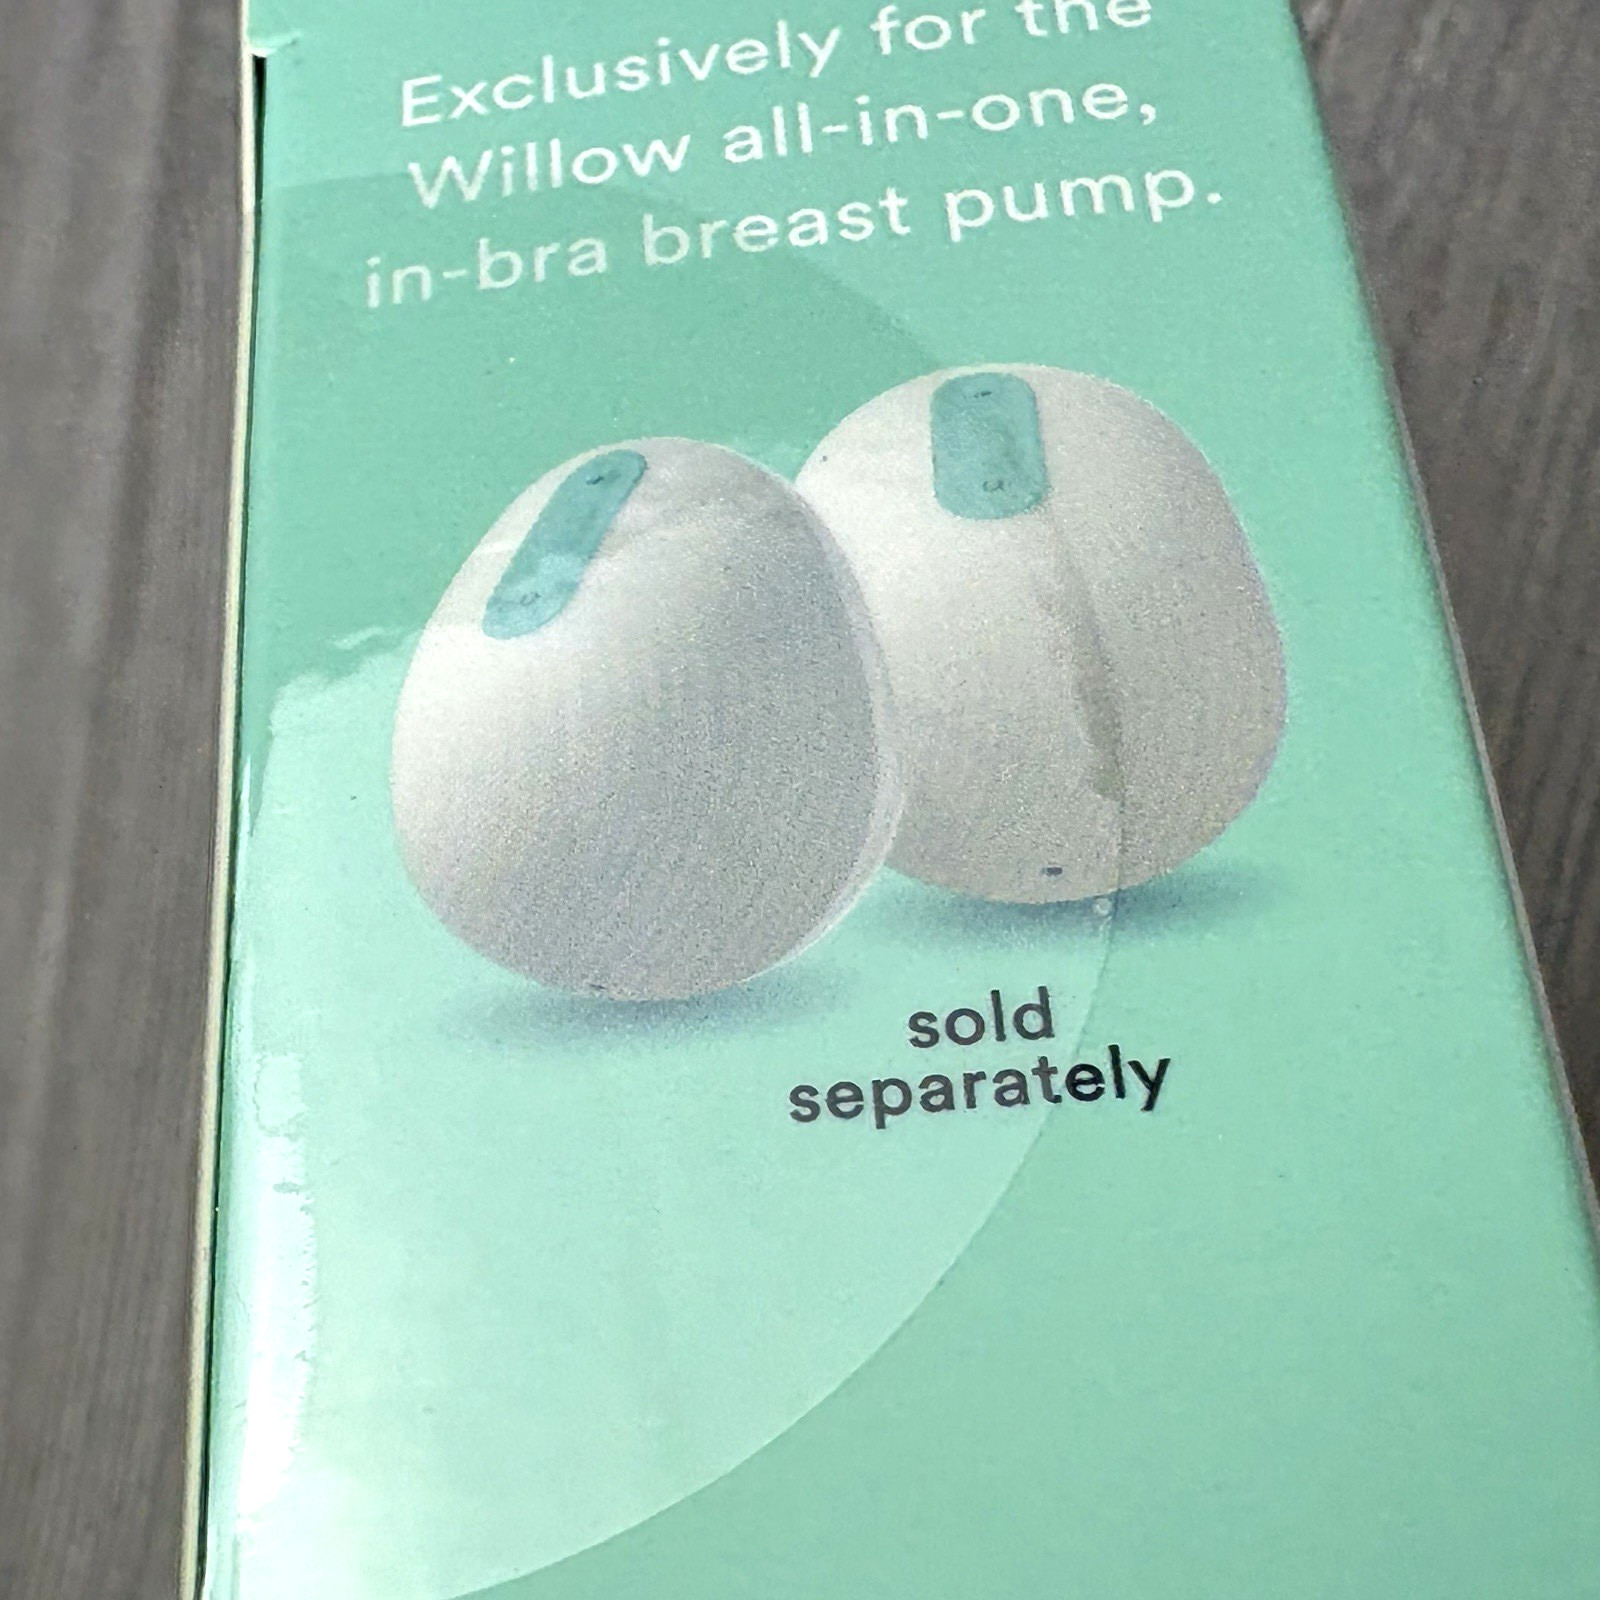 Exclusively for the
Willow all-in-one,
in-bra breast pump.
sold
separately